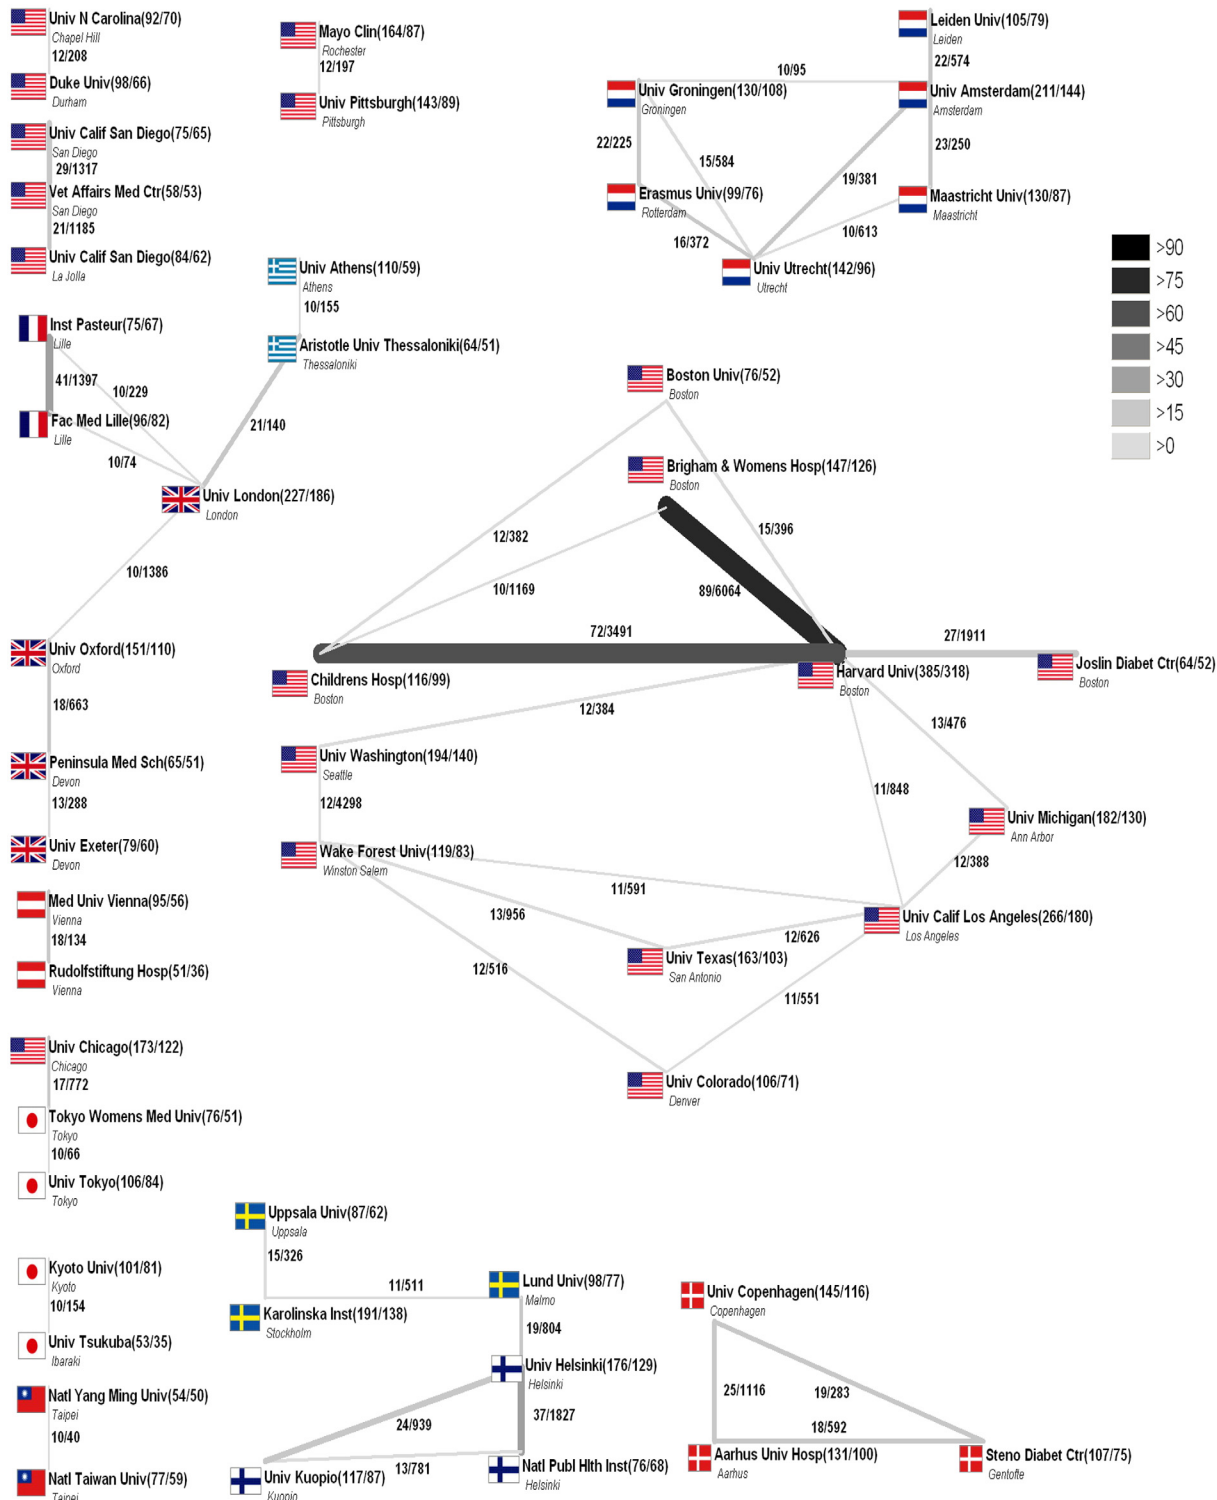 Univ N Carolina(92/70)
Chapel Hill
12/208
Duke Univ(98/66)
Durham
Mayo Clin(164/87)
Rochester
12/197
Univ Pittsburgh(143/89)
Pittsburgh
Leiden Univ(105/79)
Leiden
22/574
10/95
Univ Groningen(130/108)
Groningen
Univ Amsterdam(211/144)
Amsterdam
22/225
15/584
19/381
23/250
Erasmus Univ(99/76)
Rotterdam
Maastricht Univ(130/87)
Maastricht
16/372
10/613
Univ Utrecht(142/96)
Utrecht
Univ Calif San Diego(75/65)
San Diego
29/1317
Vet Affairs Med Ctr(58/53)
San Diego
21/1185
Univ Calif San Diego(84/62)
La Jolla
>90
>75
>60
>45
>30
>15
>0
Univ Athens(110/59)
Athens
10/155
Aristotle Univ Thessaloniki(64/51)
Thessaloniki
Inst Pasteur(75/67)
Lille
41/1397
10/229
Fac Med Lille(96/82)
Lille
10/74
21/140
Univ London(227/186)
London
10/1386
Univ Oxford(151/110)
Oxford
18/663
Peninsula Med Sch(65/51)
Devon
13/288
Univ Exeter(79/60)
Devon
Boston Univ(76/52)
Boston
Brigham & Womens Hosp(147/126)
Boston
12/382
15/396
10/1169
89/6064
72/3491
27/1911
Childrens Hosp(116/99)
Boston
Harvard Univ(385/318)
Boston
Joslin Diabet Ctr(64/52)
Boston
12/384
13/476
Univ Washington(194/140)
Seattle
12/4298
11/848
Univ Michigan(182/130)
Ann Arbor
Wake Forest Univ(119/83)
Winston Salem
12/388
11/591
13/956
Univ Calif Los Angeles(266/180)
Los Angeles
12/626
Univ Texas(163/103)
San Antonio
12/516
11/551
Univ Colorado(106/71)
Denver
Med Univ Vienna(95/56)
Vienna
18/134
Rudolfstiftung Hosp(51/36)
Vienna
Univ Chicago(173/122)
Chicago
17/772
Tokyo Womens Med Univ(76/51)
Tokyo
10/66
Univ Tokyo(106/84)
Tokyo
Kyoto Univ(101/81)
Kyoto
10/154
Univ Tsukuba(53/35)
Ibaraki
Natl Yang Ming Univ(54/50)
Taipei
10/40
Natl Taiwan Univ(77/59)
Taipei
Uppsala Univ(87/62)
Uppsala
15/326
11/511
Lund Univ(98/77)
Malmo
Karolinska Inst(191/138)
Stockholm
19/804
Univ Helsinki(176/129)
Helsinki
24/939
37/1827
13/781
Univ Kuopio(117/87)
Kuopio
Natl Publ Hlth Inst(76/68)
Helsinki
Univ Copenhagen(145/116)
Copenhagen
25/1116
19/283
18/592
Aarhus Univ Hosp(131/100)
Aarhus
Steno Diabet Ctr(107/75)
Gentofte